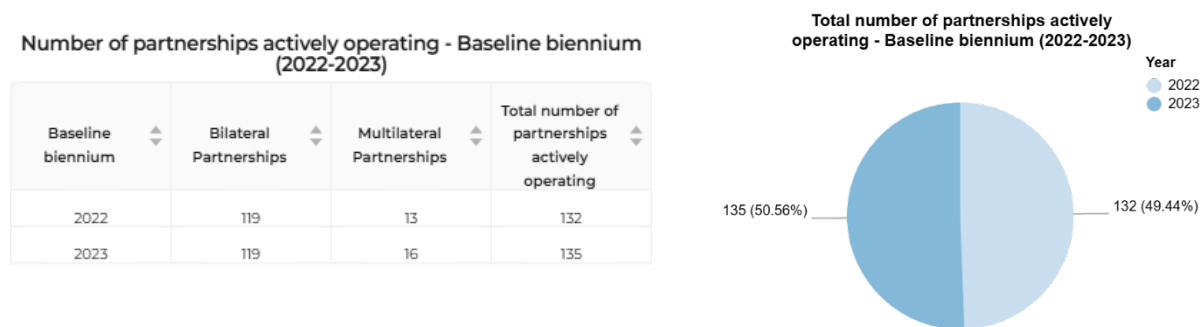 Number of partnerships actively operating - Baseline biennium
(2022-2023)
Baseline
biennium
Bilateral
Partnerships
Multilateral
Partnerships
Total number of
partnerships
actively
operating
2022 119 13 132
2023 119 16 135
Total number of partnerships actively
operating - Baseline biennium (2022-2023)
Year
2022
2023
135 (50.56%)
132 (49.44%)